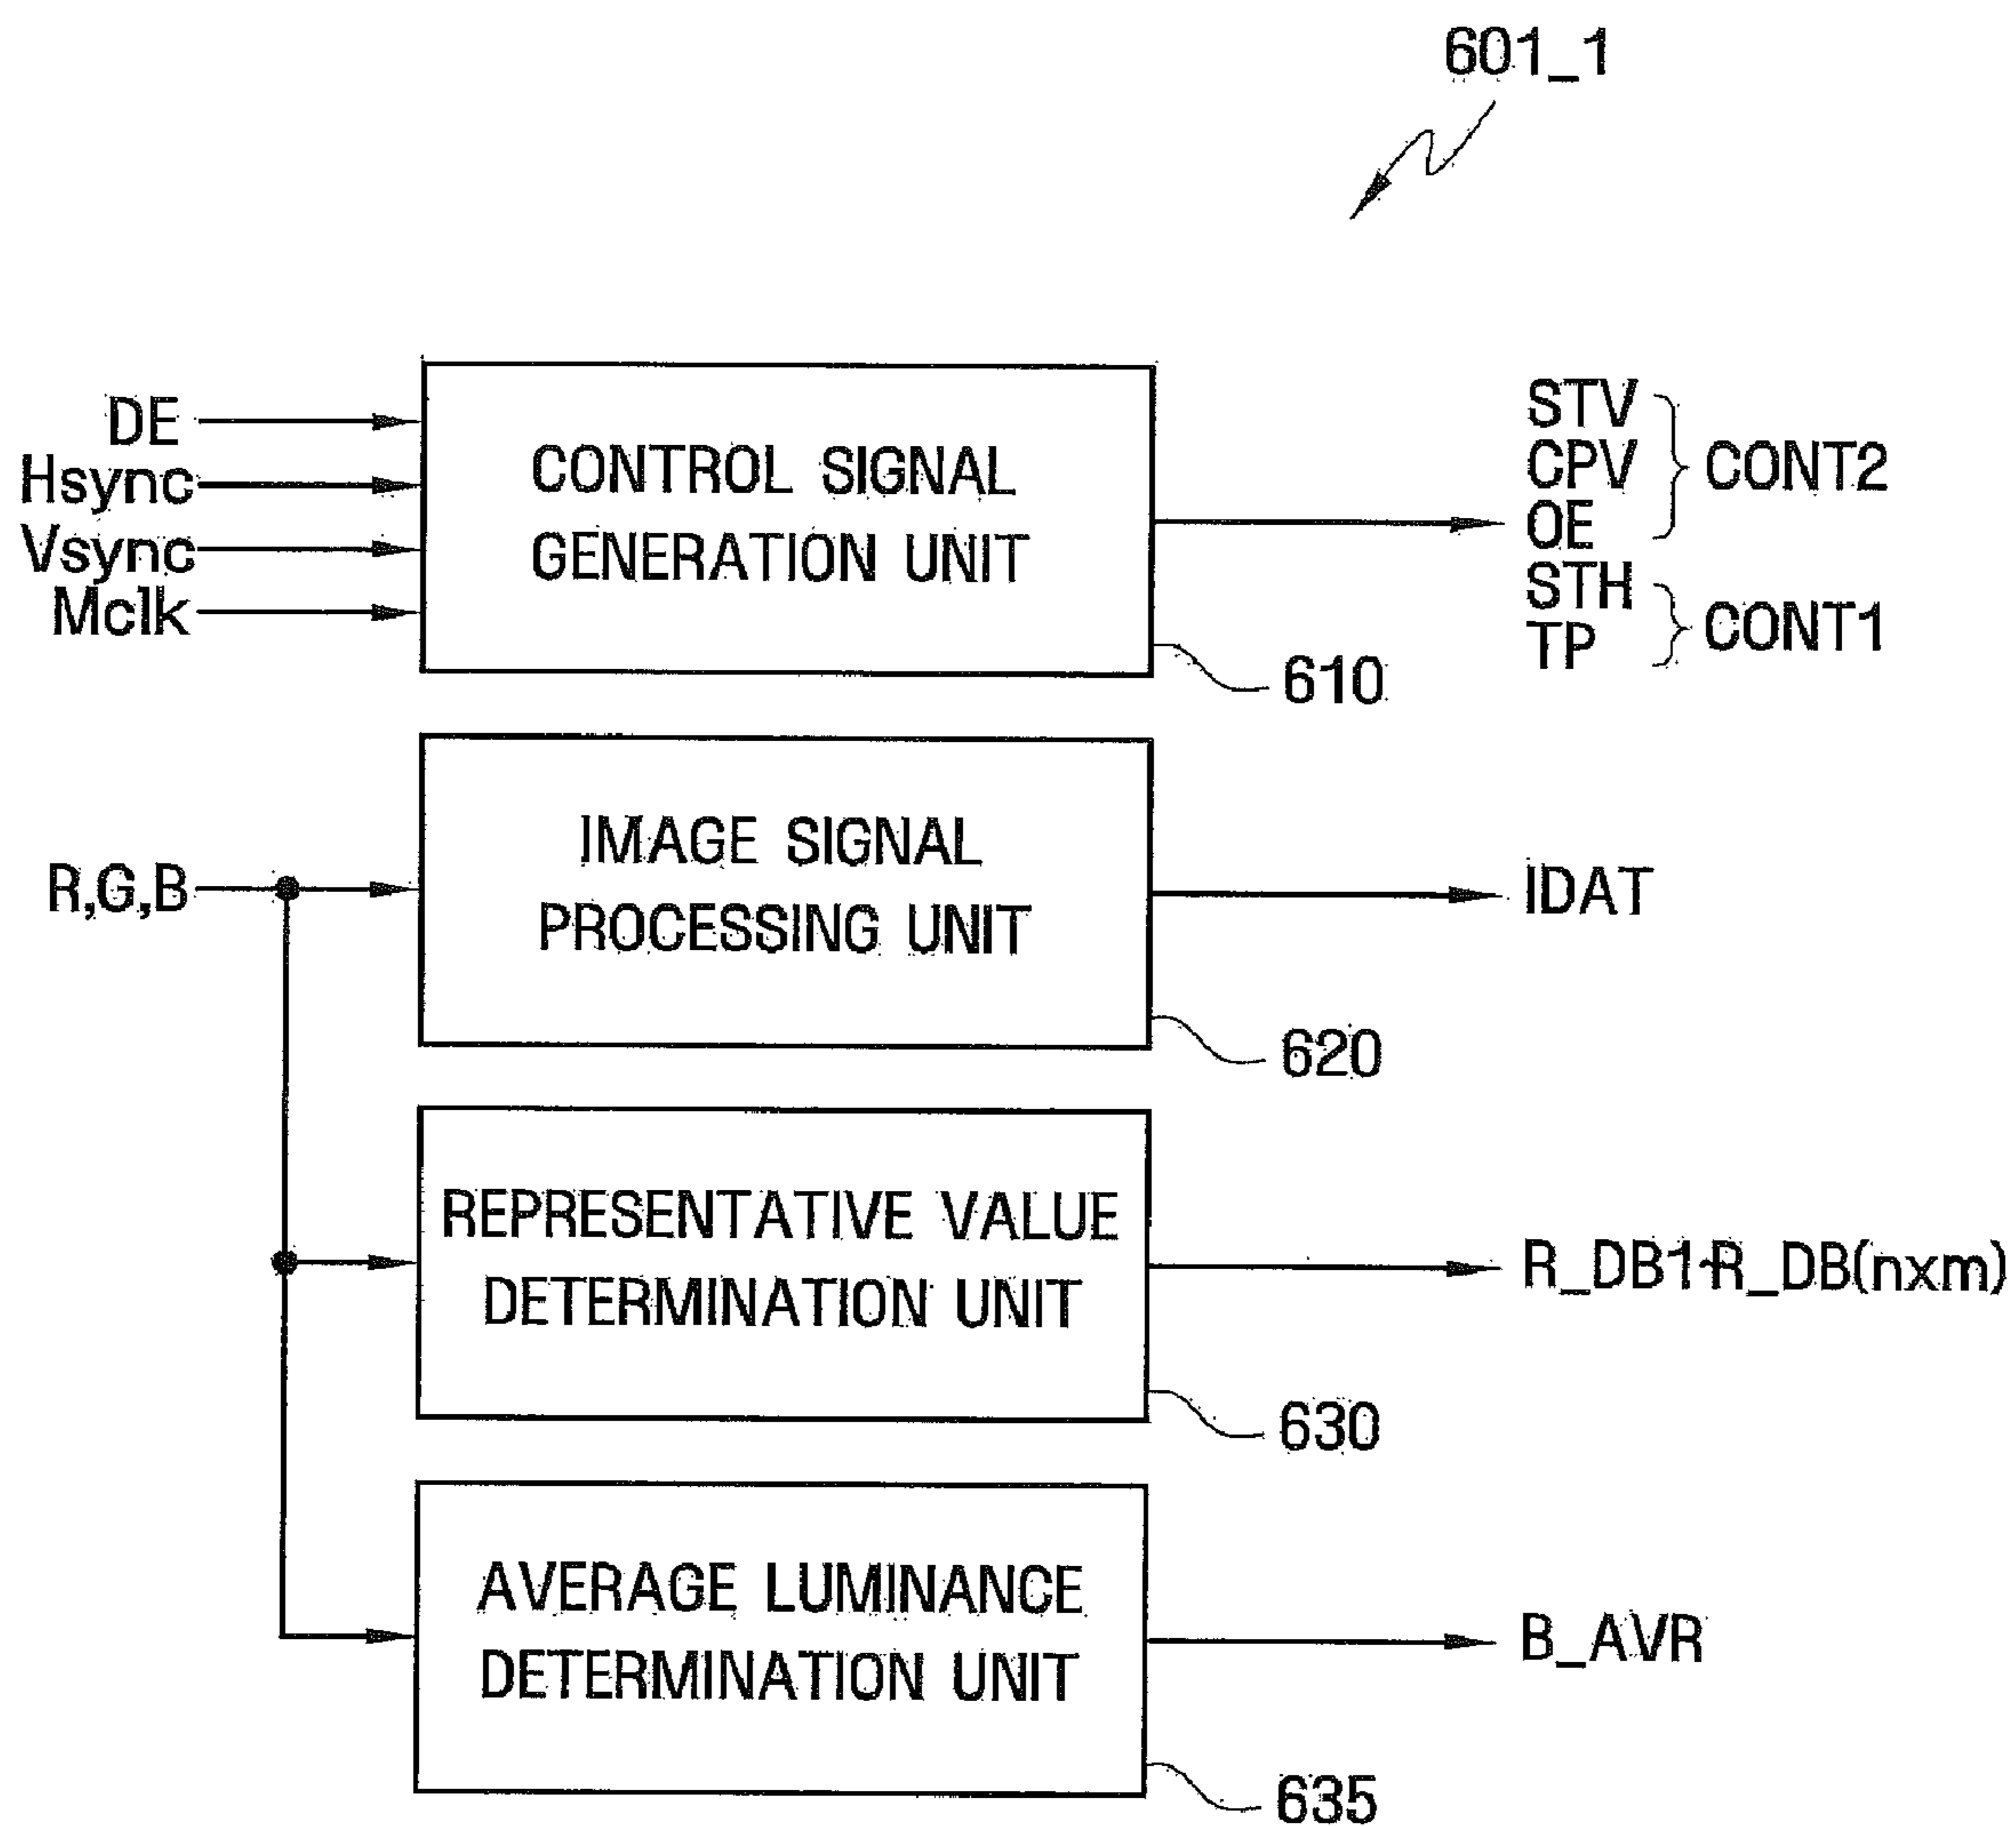 601_1
DE
Hsync
Vsync
Mclk
CONTROL SIGNAL
GENERATION UNIT
STV
CPV
OE
CONT2
STH
TP
CONT1
610
R,G,B
IMAGE SIGNAL
PROCESSING UNIT
IDAT
620
REPRESENTATIVE VALUE
DETERMINATION UNIT
R_DB1~R_DB(nxm)
630
AVERAGE LUMINANCE
DETERMINATION UNIT
B_AVR
635